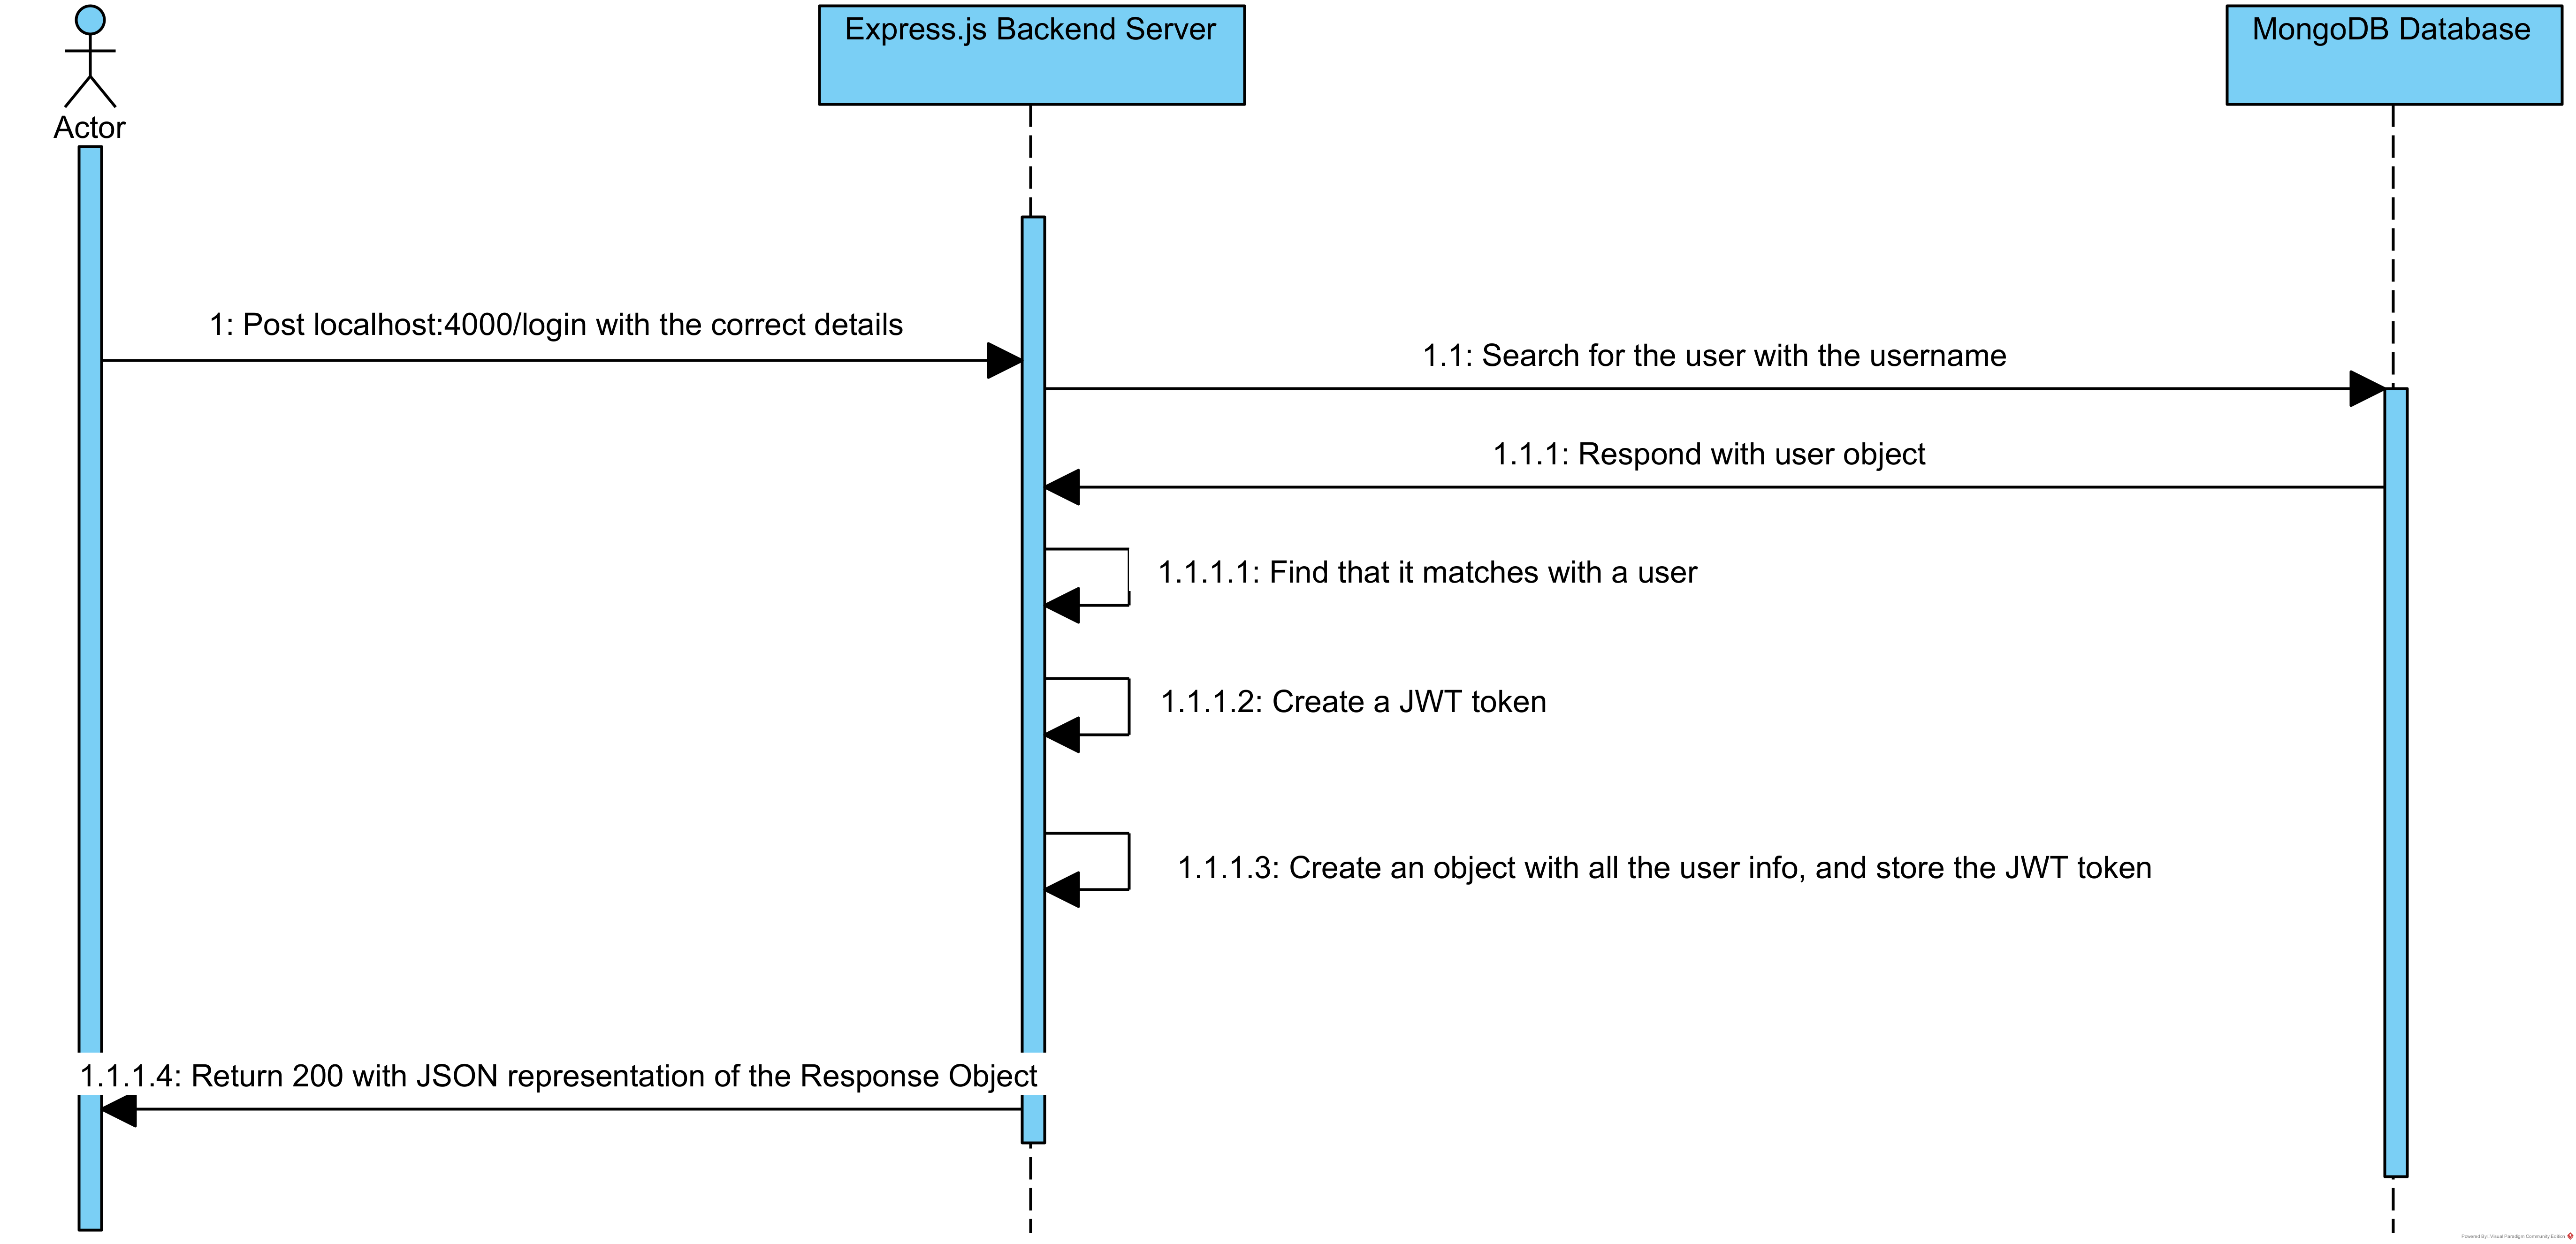 Express.js Backend Server
MongoDB Database
Actor
1: Post localhost:4000/login with the correct details
1.1: Search for the user with the username
1.1.1: Respond with user object
1.1.1.1: Find that it matches with a user
1.1.1.2: Create a JWT token
1.1.1.3: Create an object with all the user info, and store the JWT token
1.1.1.4: Return 200 with JSON representation of the Response Object
Powered By: Visual Paradigm Community Edition